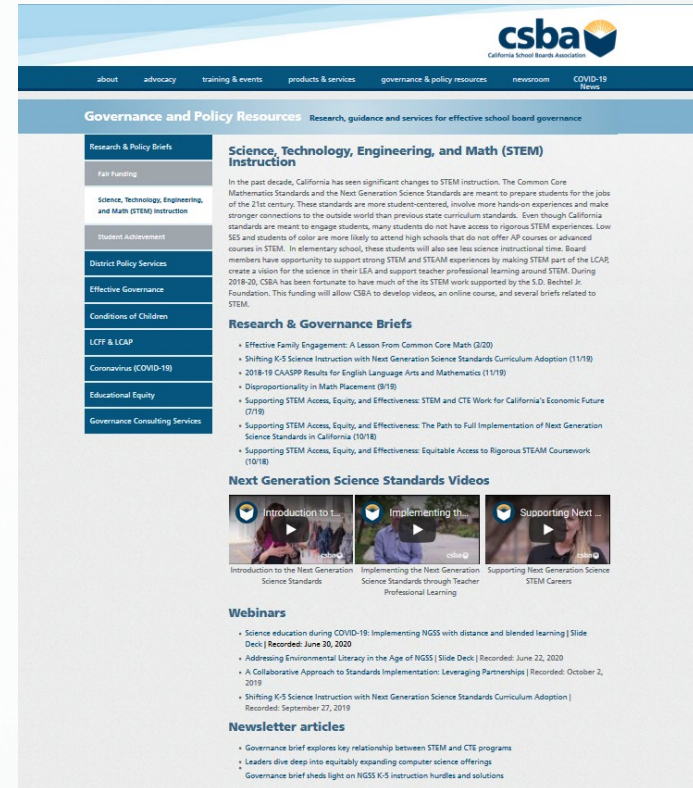 csba
California School Boards Association
about advocacy training & events products & services governance & policy resources newsroom COVID-19 News
Governance and Policy Resources Research, guidance and services for effective school board governance
Research & Policy Briefs
Fair Funding
Science, Technology, Engineering,
and Math (STEM) Instruction
Student Achievement
District Policy Services
Effective Governance
Conditions of Children
LCFF & LCAP
Coronavirus (COVID-19)
Educational Equity
Governance Consulting Services
Science, Technology, Engineering, and Math (STEM)
Instruction
In the past decade, California has seen significant changes to STEM instruction. The Common Core
Mathematics Standards and the Next Generation Science Standards are meant to prepare students for the jobs
of the 21st century. These standards are more student-centered, involve more hands-on experiences and make
stronger connections to the outside world than previous state curriculum standards. Even though California
standards are meant to engage students, many students do not have access to rigorous STEM experiences. Low
SES and students of color are more likely to attend high schools that do not offer AP courses or advanced
courses in STEM. In elementary school, these students will also see less science instructional time. Board
members have opportunity to support strong STEM and STEAM experiences by making STEM part of the LCAP,
create a vision for the science in their LEA and support teacher professional learning around STEM. During
2018-20, CSBA has been fortunate to have much of the its STEM work supported by the S.D. Bechtel Jr.
Foundation. This funding will allow CSBA to develop videos, an online course, and several briefs related to
STEM.
Research & Governance Briefs
• Effective Family Engagement: A Lesson From Common Core Math (3/20)
• Shifting K-5 Science Instruction with Next Generation Science Standards Curriculum Adoption (11/19)
• 2018-19 CAASPP Results for English Language Arts and Mathematics (11/19)
• Disproportionality in Math Placement (9/19)
• Supporting STEM Access, Equity, and Effectiveness: STEM and CTE Work for California's Economic Future
(7/19)
• Supporting STEM Access, Equity, and Effectiveness: The Path to Full Implementation of Next Generation
Science Standards in California (10/18)
• Supporting STEM Access, Equity, and Effectiveness: Equitable Access to Rigorous STEAM Coursework
(10/18)
Next Generation Science Standards Videos
Introduction to t...
csba
Implementing th...
csba
Supporting Next ...
csba
Introduction to the Next Generation
Science Standards
Implementing the Next Generation
Science Standards through Teacher
Professional Learning
Supporting Next Generation Science
STEM Careers
Webinars
• Science education during COVID-19: Implementing NGSS with distance and blended learning | Slide
Deck | Recorded: June 30, 2020
• Addressing Environmental Literacy in the Age of NGSS | Slide Deck | Recorded: June 22, 2020
• A Collaborative Approach to Standards Implementation: Leveraging Partnerships | Recorded: October 2,
2019
• Shifting K-5 Science Instruction with Next Generation Science Standards Curriculum Adoption |
Recorded: September 27, 2019
Newsletter articles
• Governance brief explores key relationship between STEM and CTE programs
• Leaders dive deep into equitably expanding computer science offerings
• Governance brief sheds light on NGSS K-5 instruction hurdles and solutions